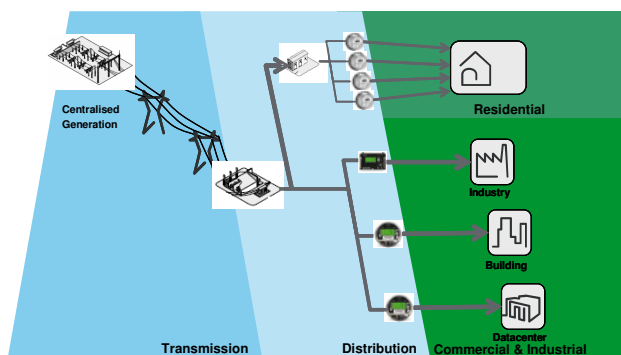 Centralised
Generation
Residential
Industry
Building
Datacenter
Transmission
Distribution
Commercial & Industrial